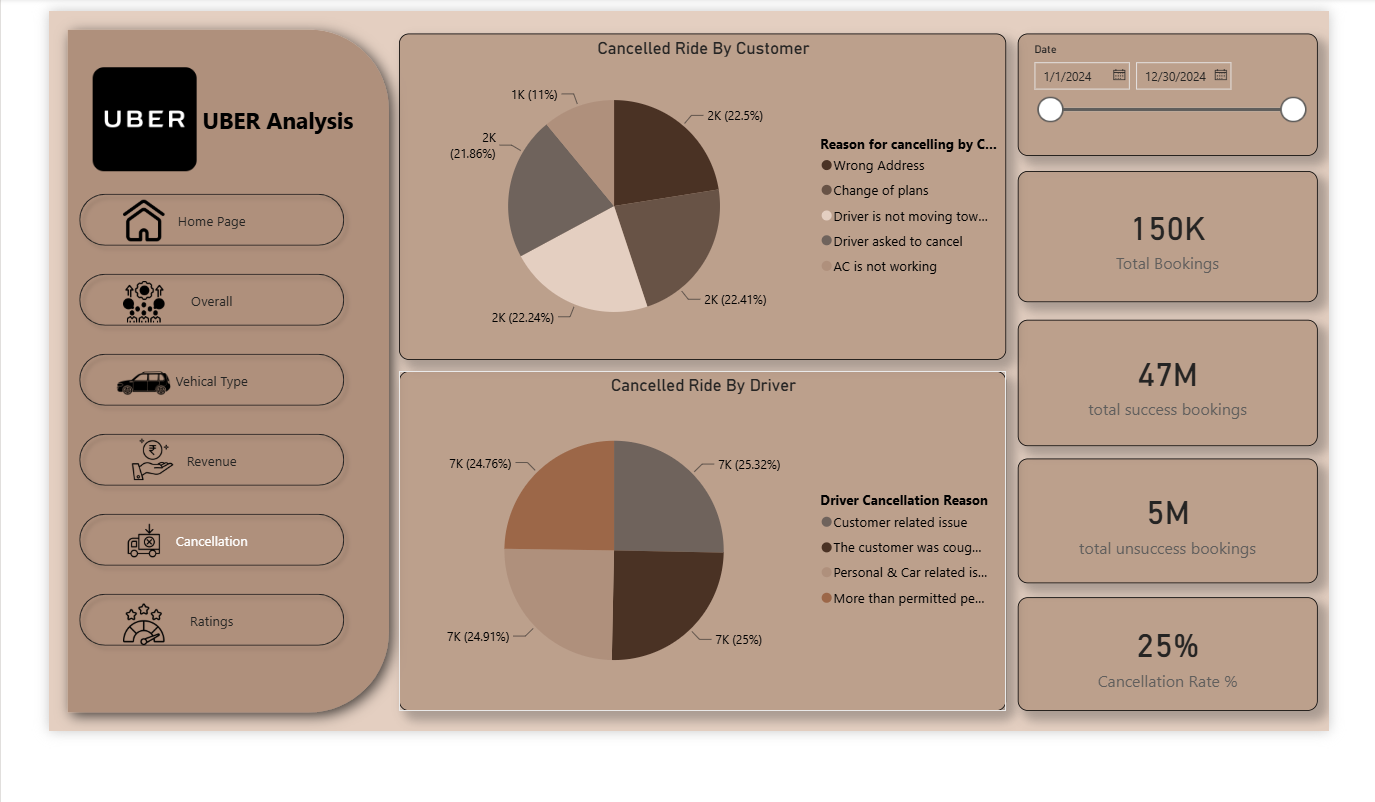 UBER
UBER Analysis
Home Page
Overall
Vehical Type
Revenue
₹
Cancellation
Ratings
Cancelled Ride By Customer
1K (11%)
2K (22.5%)
2K
(21.86%)
2K (22.24%)
2K (22.41%)
Reason for cancelling by C...
Wrong Address
Change of plans
Driver is not moving tow...
Driver asked to cancel
AC is not working
Cancelled Ride By Driver
7K (24.76%)
7K (25.32%)
7K (24.91%)
7K (25%)
Driver Cancellation Reason
Customer related issue
The customer was coug...
Personal & Car related is...
More than permitted pe...
Date
1/1/2024
12/30/2024
150K
Total Bookings
47M
total success bookings
5M
total unsuccess bookings
25%
Cancellation Rate %